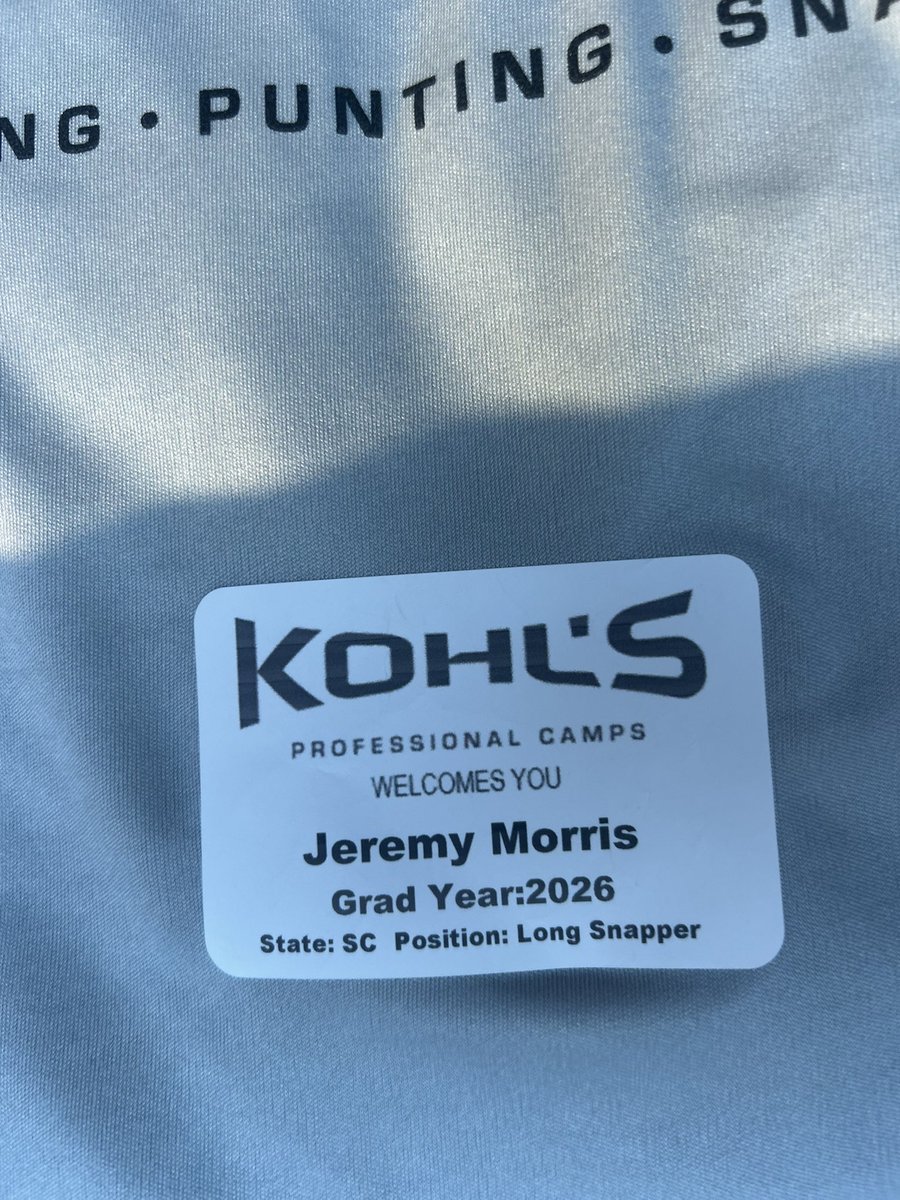 NG • PUNTING • SNA
KOHL'S
PROFESSIONAL CAMPS
WELCOMES YOU
Jeremy Morris
Grad Year:2026
State: SC Position: Long Snapper